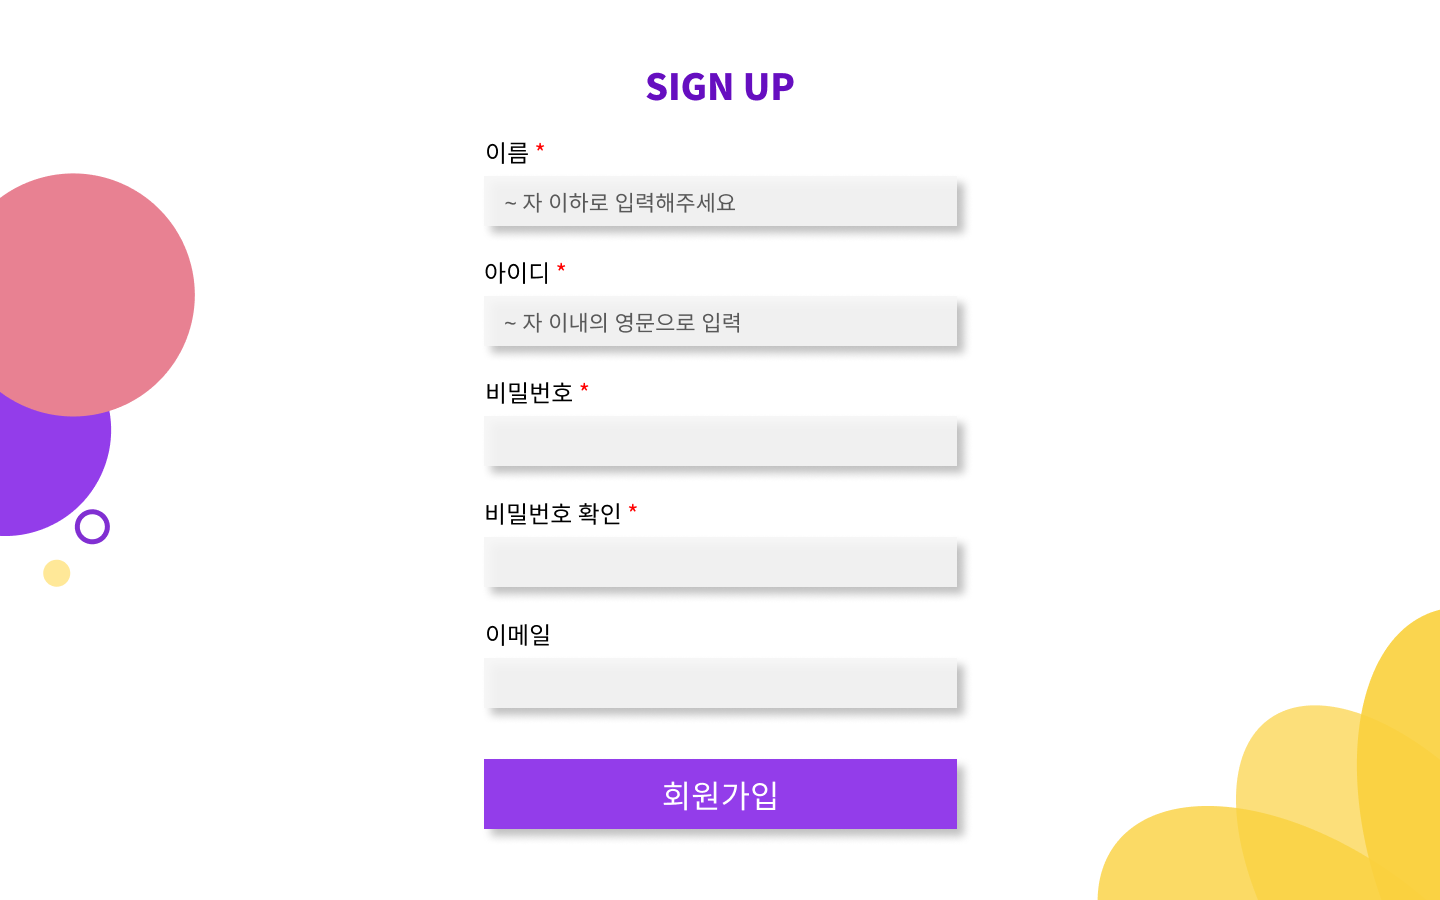 SIGN UP
이름 *
~ 자 이하로 입력해주세요
아이디 *
~ 자 이내의 영문으로 입력
비밀번호 *
비밀번호 확인 *
이메일
회원가입